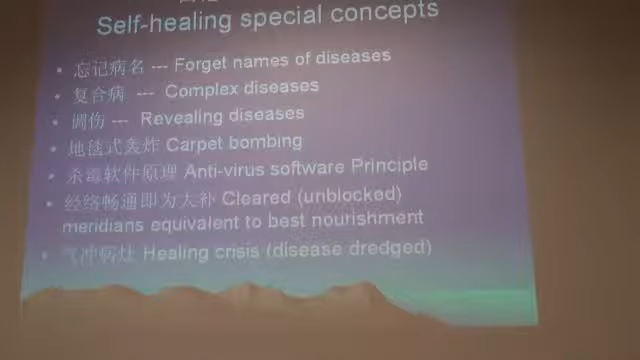 Self-healing special concepts
• 忘记病名 --- Forget names of diseases
• 复合病 --- Complex diseases
• 调伤 --- Revealing diseases
• 地毯式轰炸 Carpet bombing
• 杀毒软件原理 Anti-virus software Principle
• 经络畅通即为大补 Cleared (unblocked)
meridians equivalent to best nourishment
• 气冲病灶 Healing crisis (disease dredged)